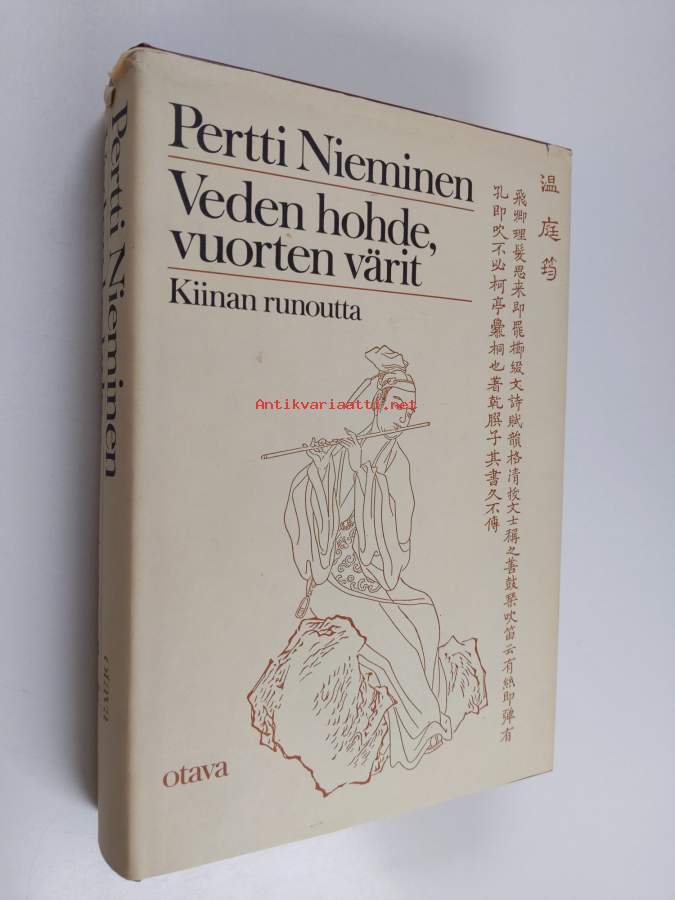 Pertti Nieminen
Veden hohde,
vuorten värit
Kiinan runoutta
温庭筠
飛卿理髮思来即罷櫛綴文詩賦韻格清拔文士稱之善鼓琴吹笛云有絲即彈有
孔即吹不必柯亭爨桐也著乾𦠆子其書久不傳
Antikvariaatti.net
otava
Pertti Nieminen
otava